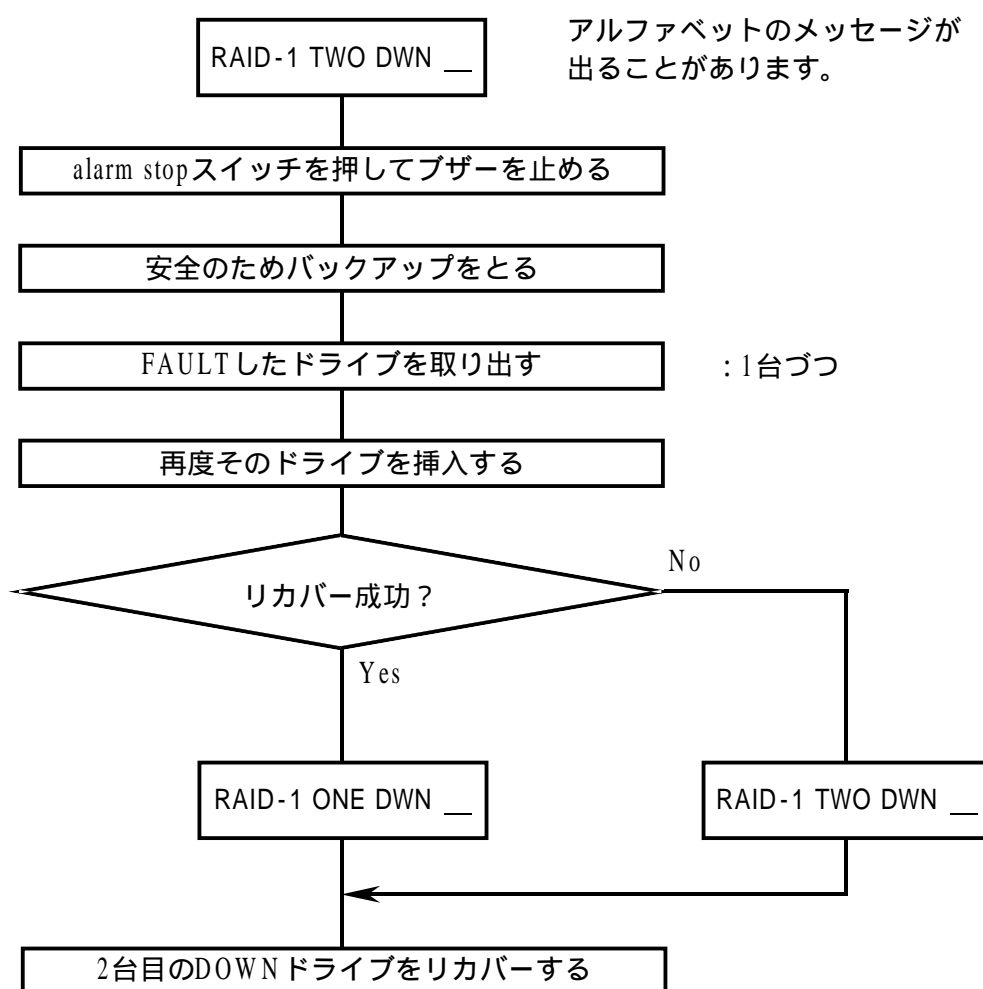 アルファベットのメッセージが
出ることがあります。
RAID-1 TWO DWN __
alarm stopスイッチを押してブザーを止める
安全のためバックアップをとる
FAULTしたドライブを取り出す
：1台づつ
再度そのドライブを挿入する
リカバー成功？
No
Yes
RAID-1 ONE DWN __
RAID-1 TWO DWN __
2台目のDOWNドライブをリカバーする